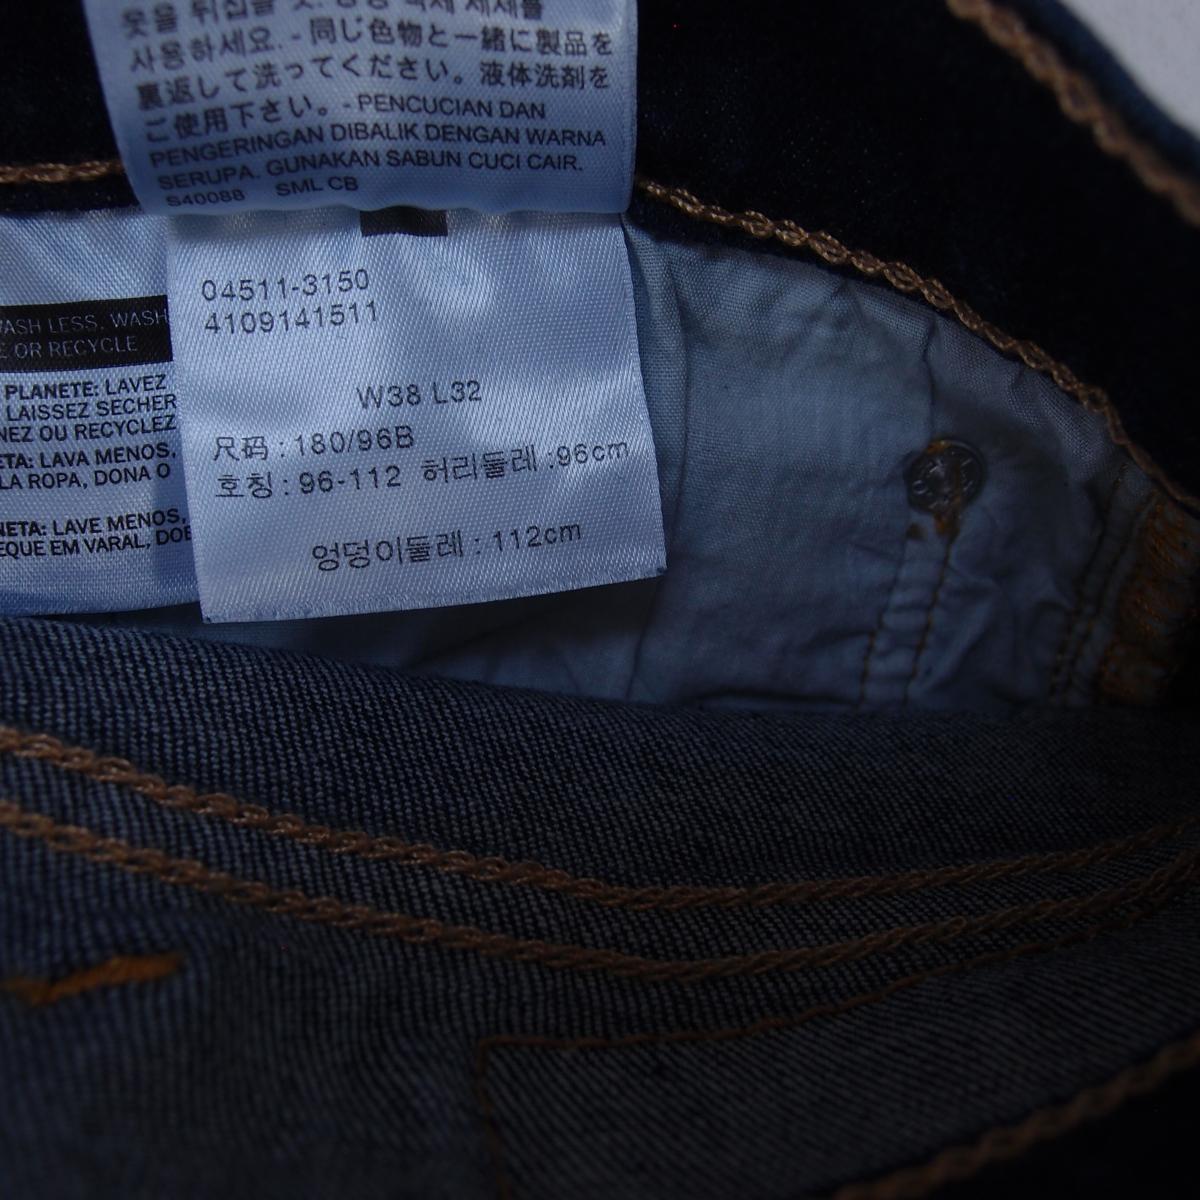 사용하세요. - 同じ色物と一緒に製品を
裏返して洗ってください。液体洗剤を
ご使用下さい。- PENCUCIAN DAN
PENGERINGAN DIBALIK DENGAN WARNA
SERUPA. GUNAKAN SABUN CUCI CAIR.
S40088 SML CB
04511-3150
4109141511
W38 L32
尺码 : 180/96B
호칭 : 96-112 허리둘레 :96cm
엉덩이둘레 : 112cm
WASH LESS, WASH
OR RECYCLE
PLANETE: LAVEZ
LAISSEZ SECHER
NEZ OU RECYCLEZ
ETA: LAVA MENOS,
LA ROPA, DONA O
NETA: LAVE MENOS,
EQUE EM VARAL, DOE